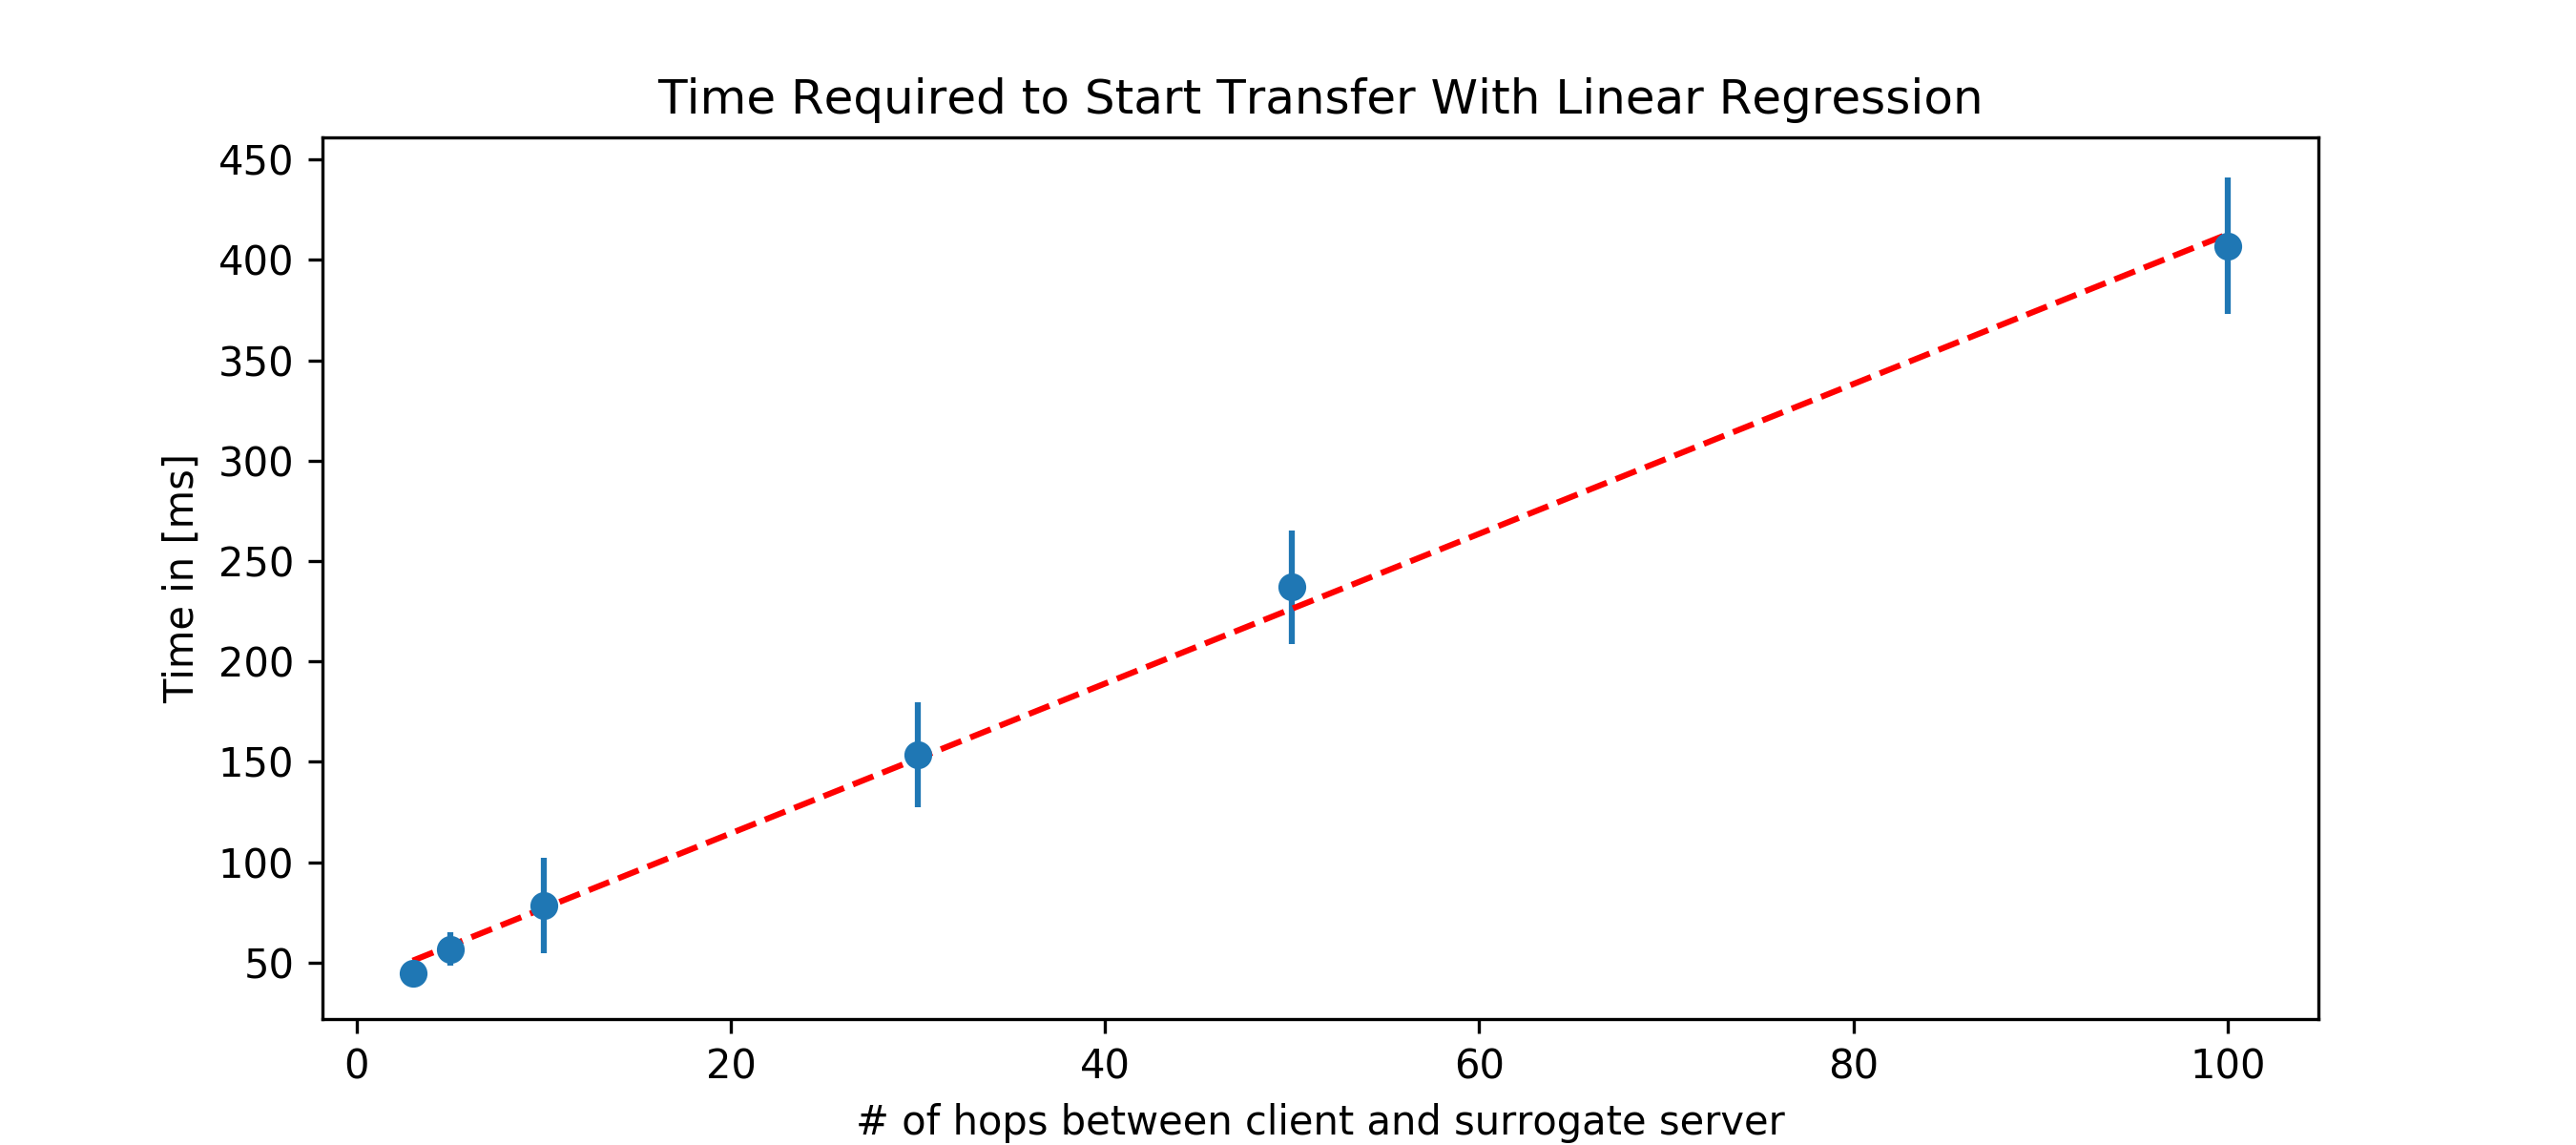 Time Required to Start Transfer With Linear Regression
450
400
350
300
250
200
150
100
50
Time in [ms]
0 20 40 60 80 100
# of hops between client and surrogate server